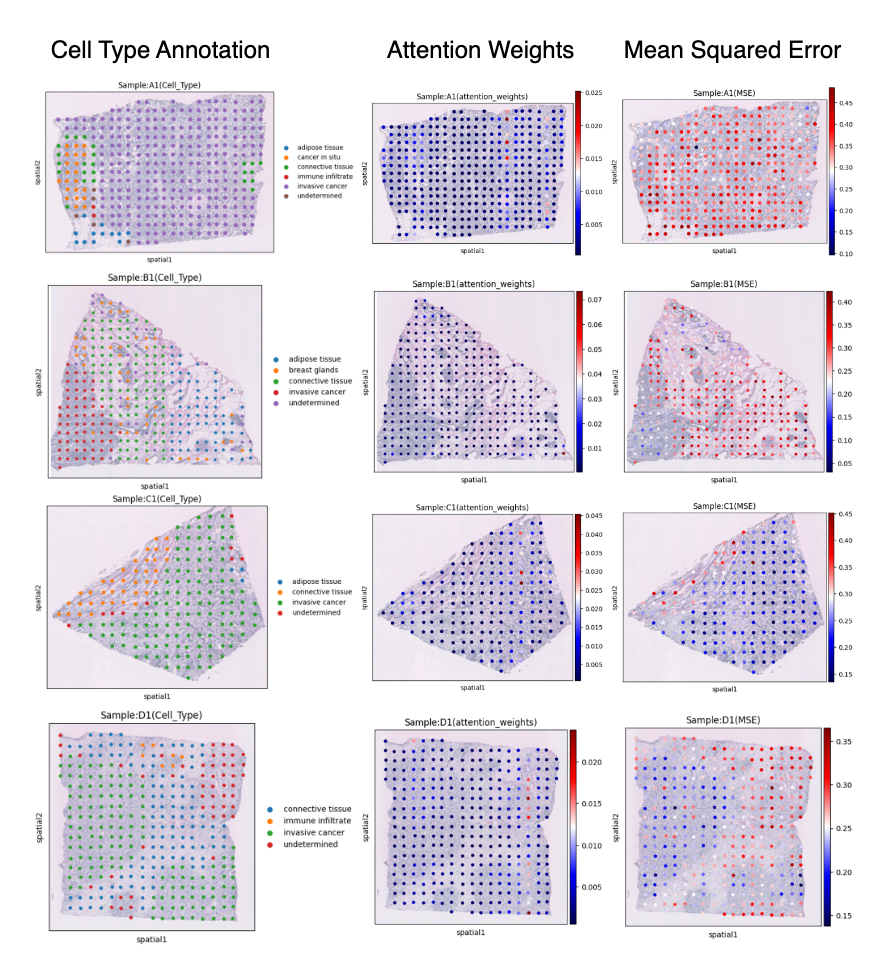 Cell Type Annotation
Attention Weights
Mean Squared Error
Sample:A1(Cell_Type)
spatial2
spatial1
adipose tissue
cancer in situ
connective tissue
immune infiltrate
invasive cancer
undetermined
Sample:A1(attention_weights)
spatial2
spatial1
0.025
0.020
0.015
0.010
0.005
Sample:A1(MSE)
spatial2
spatial1
0.45
0.40
0.35
0.30
0.25
0.20
0.15
0.10
Sample:B1(Cell_Type)
spatial2
spatial1
adipose tissue
breast glands
connective tissue
invasive cancer
undetermined
Sample:B1(attention_weights)
spatial2
spatial1
0.07
0.06
0.05
0.04
0.03
0.02
0.01
Sample:B1(MSE)
spatial2
spatial1
0.40
0.35
0.30
0.25
0.20
0.15
0.10
0.05
Sample:C1(Cell_Type)
spatial2
spatial1
adipose tissue
connective tissue
invasive cancer
undetermined
Sample:C1(attention_weights)
spatial2
spatial1
0.045
0.040
0.035
0.030
0.025
0.020
0.015
0.010
0.005
Sample:C1(MSE)
spatial2
spatial1
0.45
0.40
0.35
0.30
0.25
0.20
0.15
Sample:D1(Cell_Type)
spatial2
spatial1
connective tissue
immune infiltrate
invasive cancer
undetermined
Sample:D1(attention_weights)
spatial2
spatial1
0.020
0.015
0.010
0.005
Sample:D1(MSE)
spatial2
spatial1
0.35
0.30
0.25
0.20
0.15